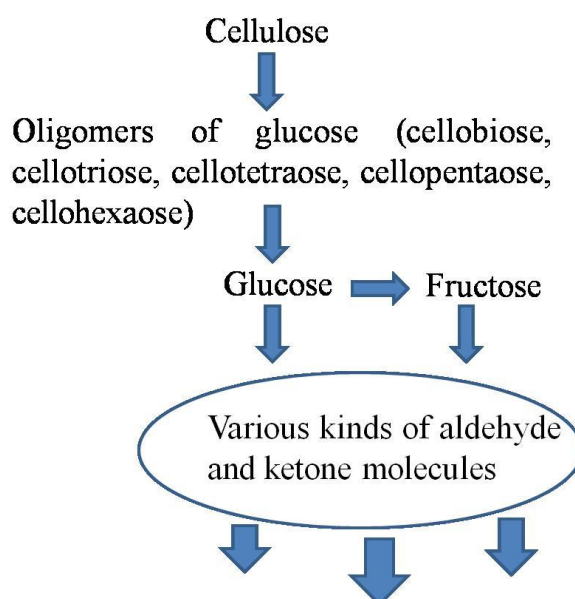 Cellulose
Oligomers of glucose (cellobiose,
cellotriose, cellotetraose, cellopentaose,
cellohexaose)
Glucose Fructose
Various kinds of aldehyde
and ketone molecules